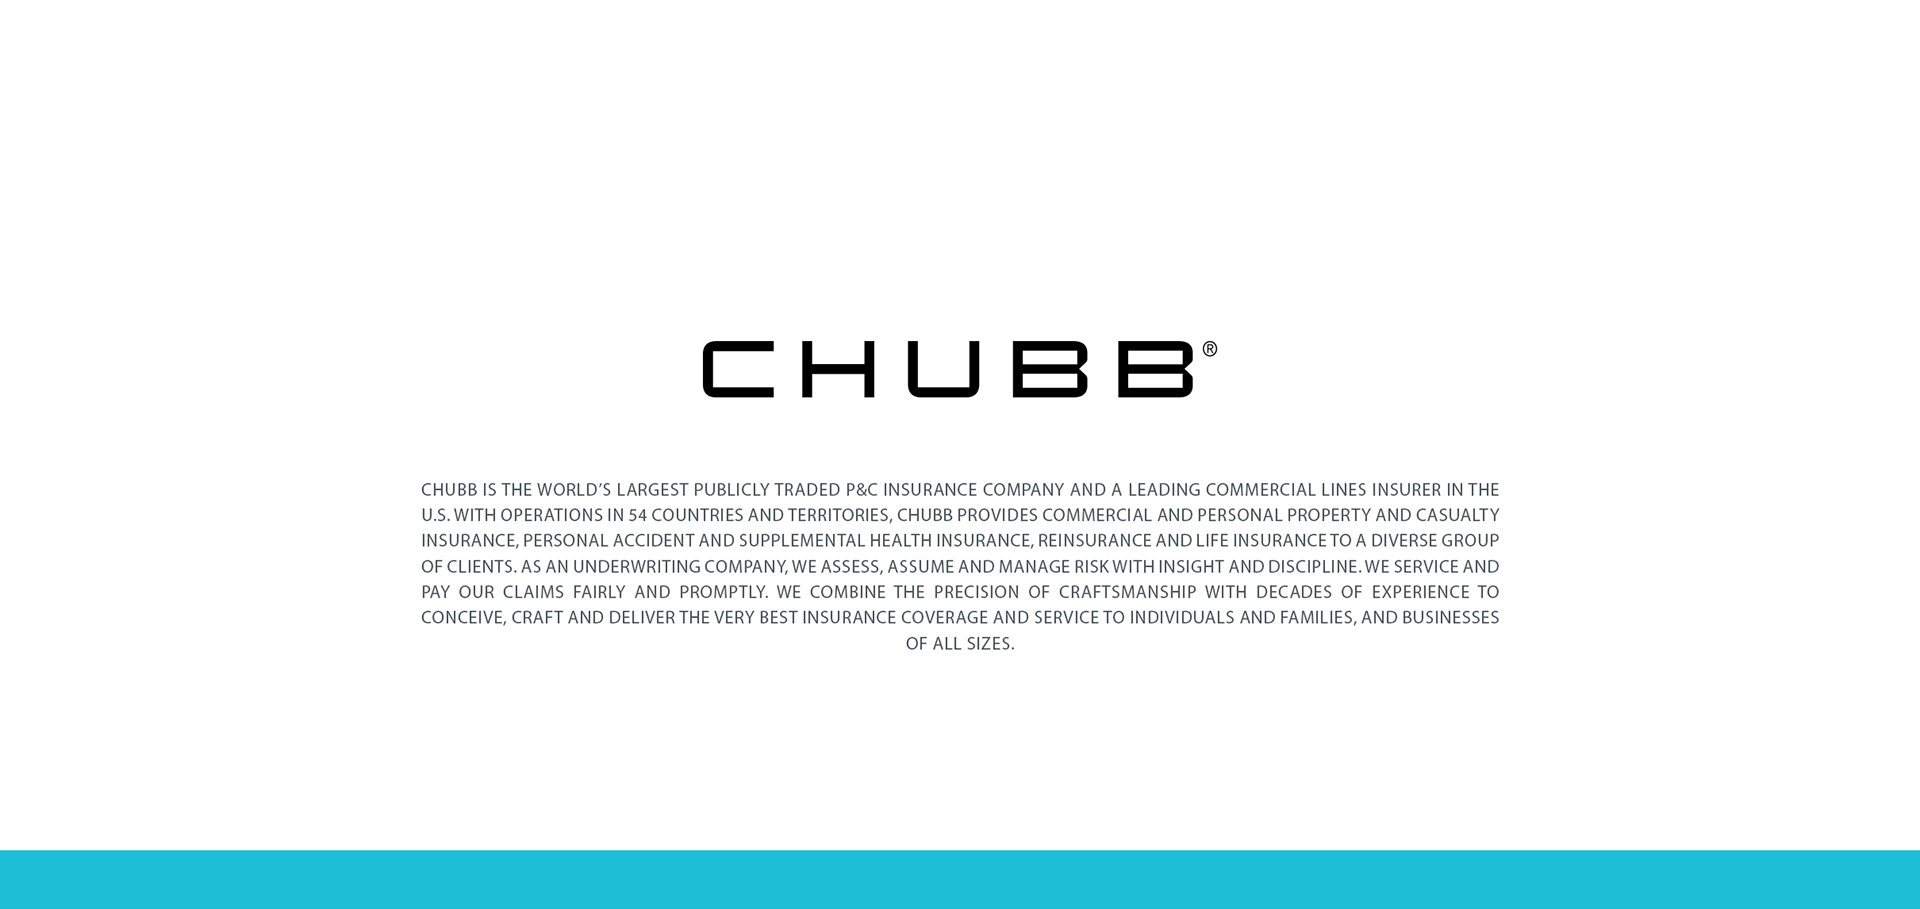 CHUBB®
CHUBB IS THE WORLD’S LARGEST PUBLICLY TRADED P&C INSURANCE COMPANY AND A LEADING COMMERCIAL LINES INSURER IN THE
U.S. WITH OPERATIONS IN 54 COUNTRIES AND TERRITORIES, CHUBB PROVIDES COMMERCIAL AND PERSONAL PROPERTY AND CASUALTY
INSURANCE, PERSONAL ACCIDENT AND SUPPLEMENTAL HEALTH INSURANCE, REINSURANCE AND LIFE INSURANCE TO A DIVERSE GROUP
OF CLIENTS. AS AN UNDERWRITING COMPANY, WE ASSESS, ASSUME AND MANAGE RISK WITH INSIGHT AND DISCIPLINE. WE SERVICE AND
PAY OUR CLAIMS FAIRLY AND PROMPTLY. WE COMBINE THE PRECISION OF CRAFTSMANSHIP WITH DECADES OF EXPERIENCE TO
CONCEIVE, CRAFT AND DELIVER THE VERY BEST INSURANCE COVERAGE AND SERVICE TO INDIVIDUALS AND FAMILIES, AND BUSINESSES
OF ALL SIZES.